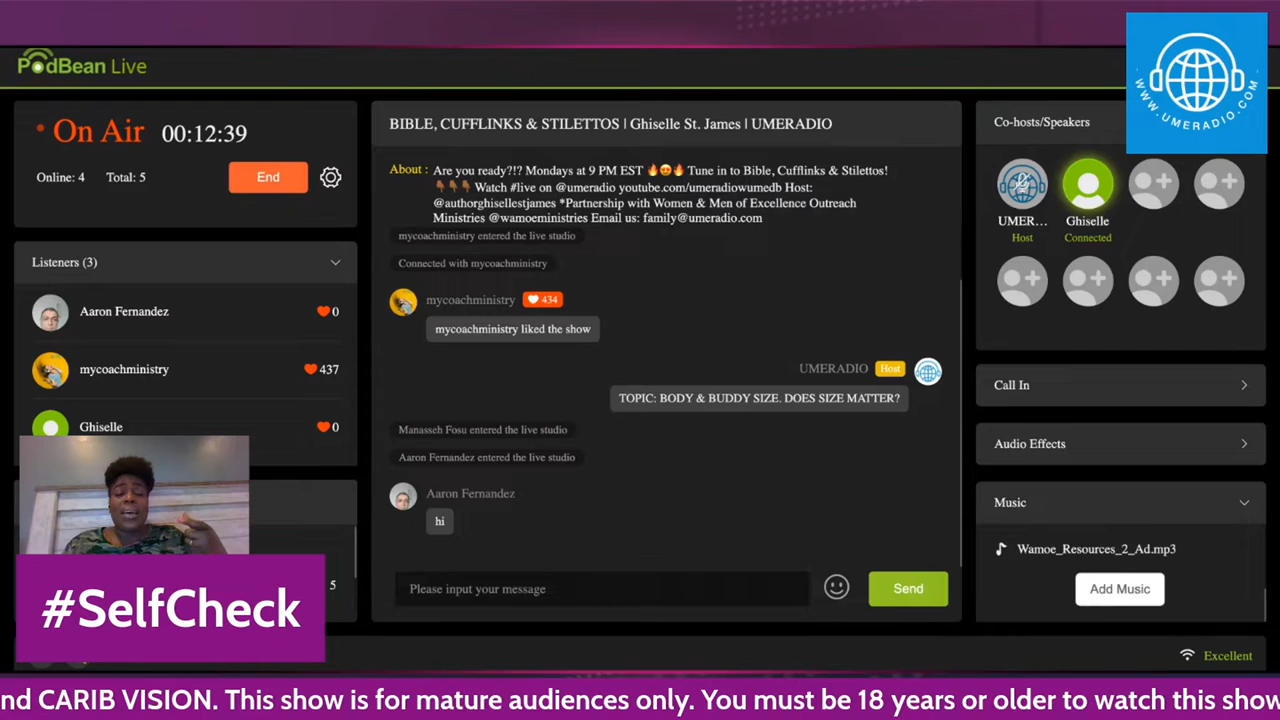 PodBean Live
WWW.UMERADIO.COM
On Air 00:12:39
Online: 4 Total: 5 End
Listeners (3)
Aaron Fernandez 0
mycoachministry 437
Ghiselle 0
5
BIBLE, CUFFLINKS & STILETTOS | Ghiselle St. James | UMERADIO
About : Are you ready?!? Mondays at 9 PM EST 🔥😍🔥 Tune in to Bible, Cufflinks & Stilettos!
👇🏾👇🏾👇🏾 Watch #live on @umeradio youtube.com/umeradiowumedb Host:
@authorghisellestjames *Partnership with Women & Men of Excellence Outreach
Ministries @wamoeministries Email us: family@umeradio.com
mycoachministry entered the live studio
Connected with mycoachministry
mycoachministry 434
mycoachministry liked the show
UMERADIO Host
TOPIC: BODY & BUDDY SIZE. DOES SIZE MATTER?
Manasseh Fosu entered the live studio
Aaron Fernandez entered the live studio
Aaron Fernandez
hi
Please input your message Send
Co-hosts/Speakers
UMER... Ghiselle
Host Connected
Call In
Audio Effects
Music
Wamoe_Resources_2_Ad.mp3
Add Music
Excellent
#SelfCheck
nd CARIB VISION. This show is for mature audiences only. You must be 18 years or older to watch this show